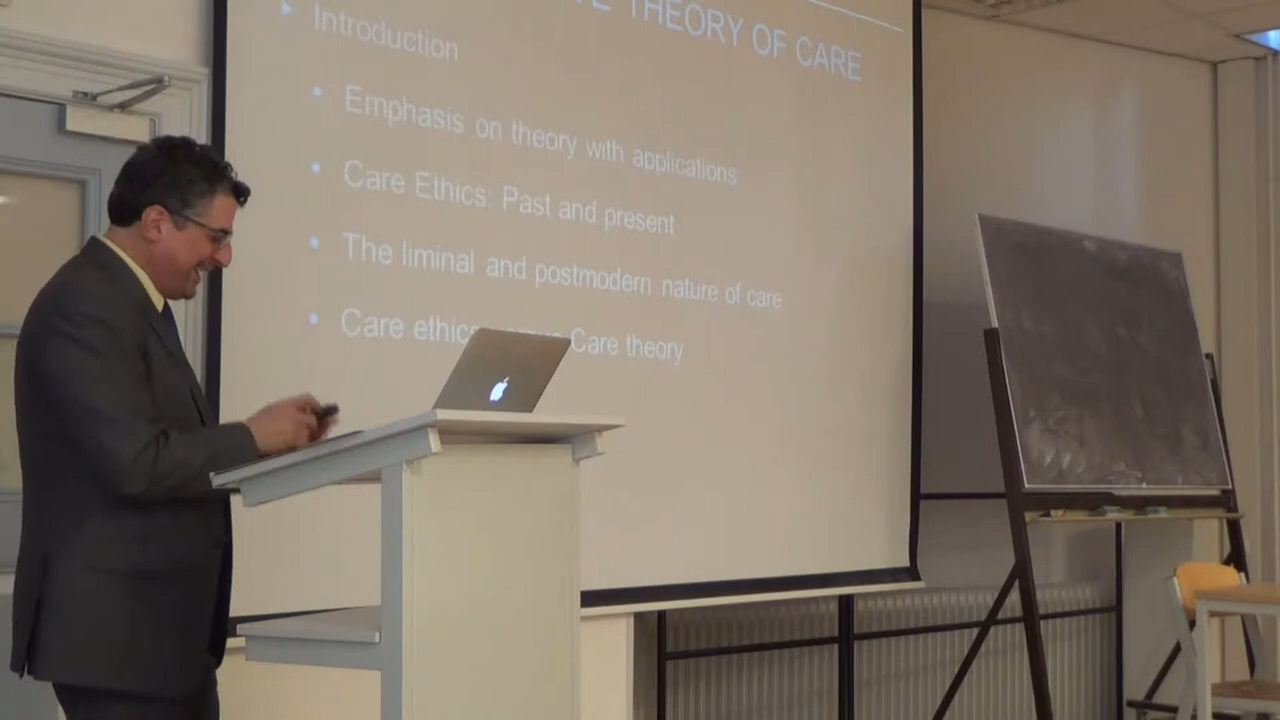 THEORY OF CARE
Introduction
Emphasis on theory with applications
Care Ethics: Past and present
The liminal and postmodern nature of care
Care ethics Care theory